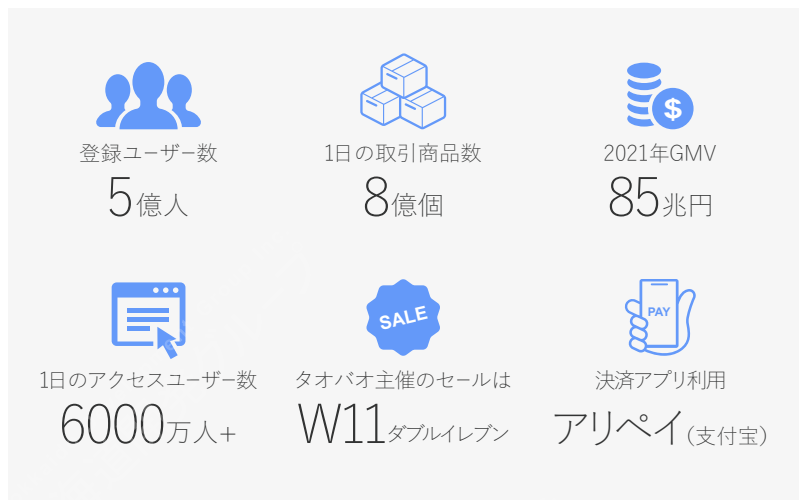 登録ユーザー数
5億人
1日の取引商品数
8億個
$
2021年GMV
85兆円
1日のアクセスユーザー数
6000万人+
SALE
タオバオ主催のセールは
W11ダブルイレブン
PAY
決済アプリ利用
アリペイ(支付宝)